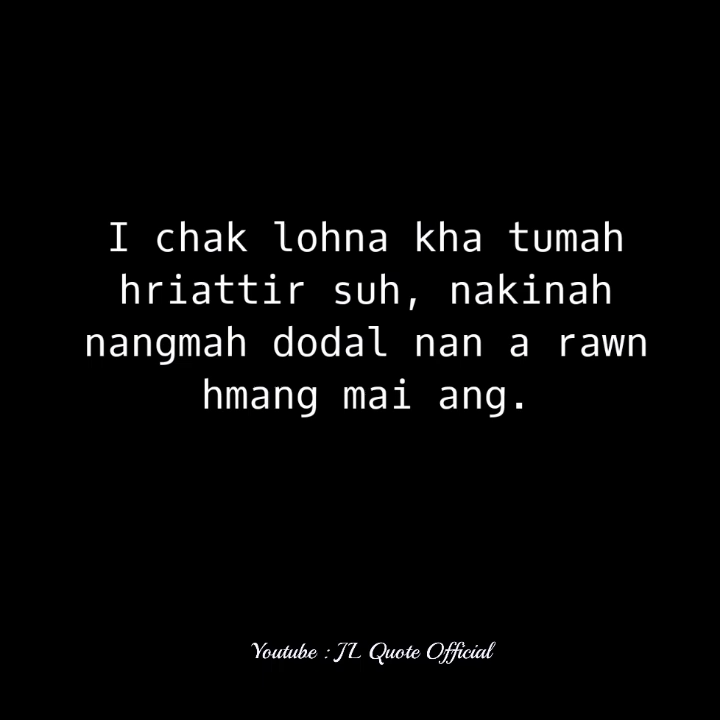 I chak lohna kha tumah
hriattir suh, nakinah
nangmah dodal nan a rawn
hmang mai ang.
Youtube : JL Quote Official